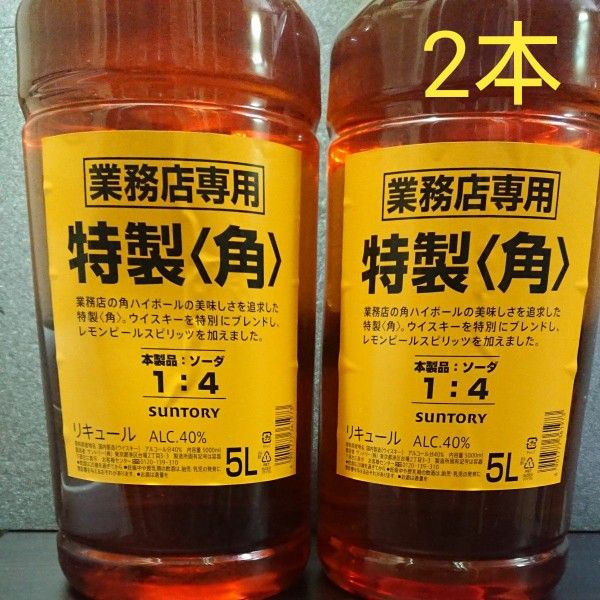 2本
業務店専用
特製〈角〉
業務店の角ハイボールの美味しさを追求した
特製〈角〉。ウイスキーを特別にブレンドし、
レモンピールスピリッツを加えました。
本製品：ソーダ
1：4
SUNTORY
リキュール ALC.40%
5L
業務店専用
特製〈角〉
業務店の角ハイボールの美味しさを追求した
特製〈角〉。ウイスキーを特別にブレンドし、
レモンピールスピリッツを加えました。
本製品：ソーダ
1：4
SUNTORY
リキュール ALC.40%
5L